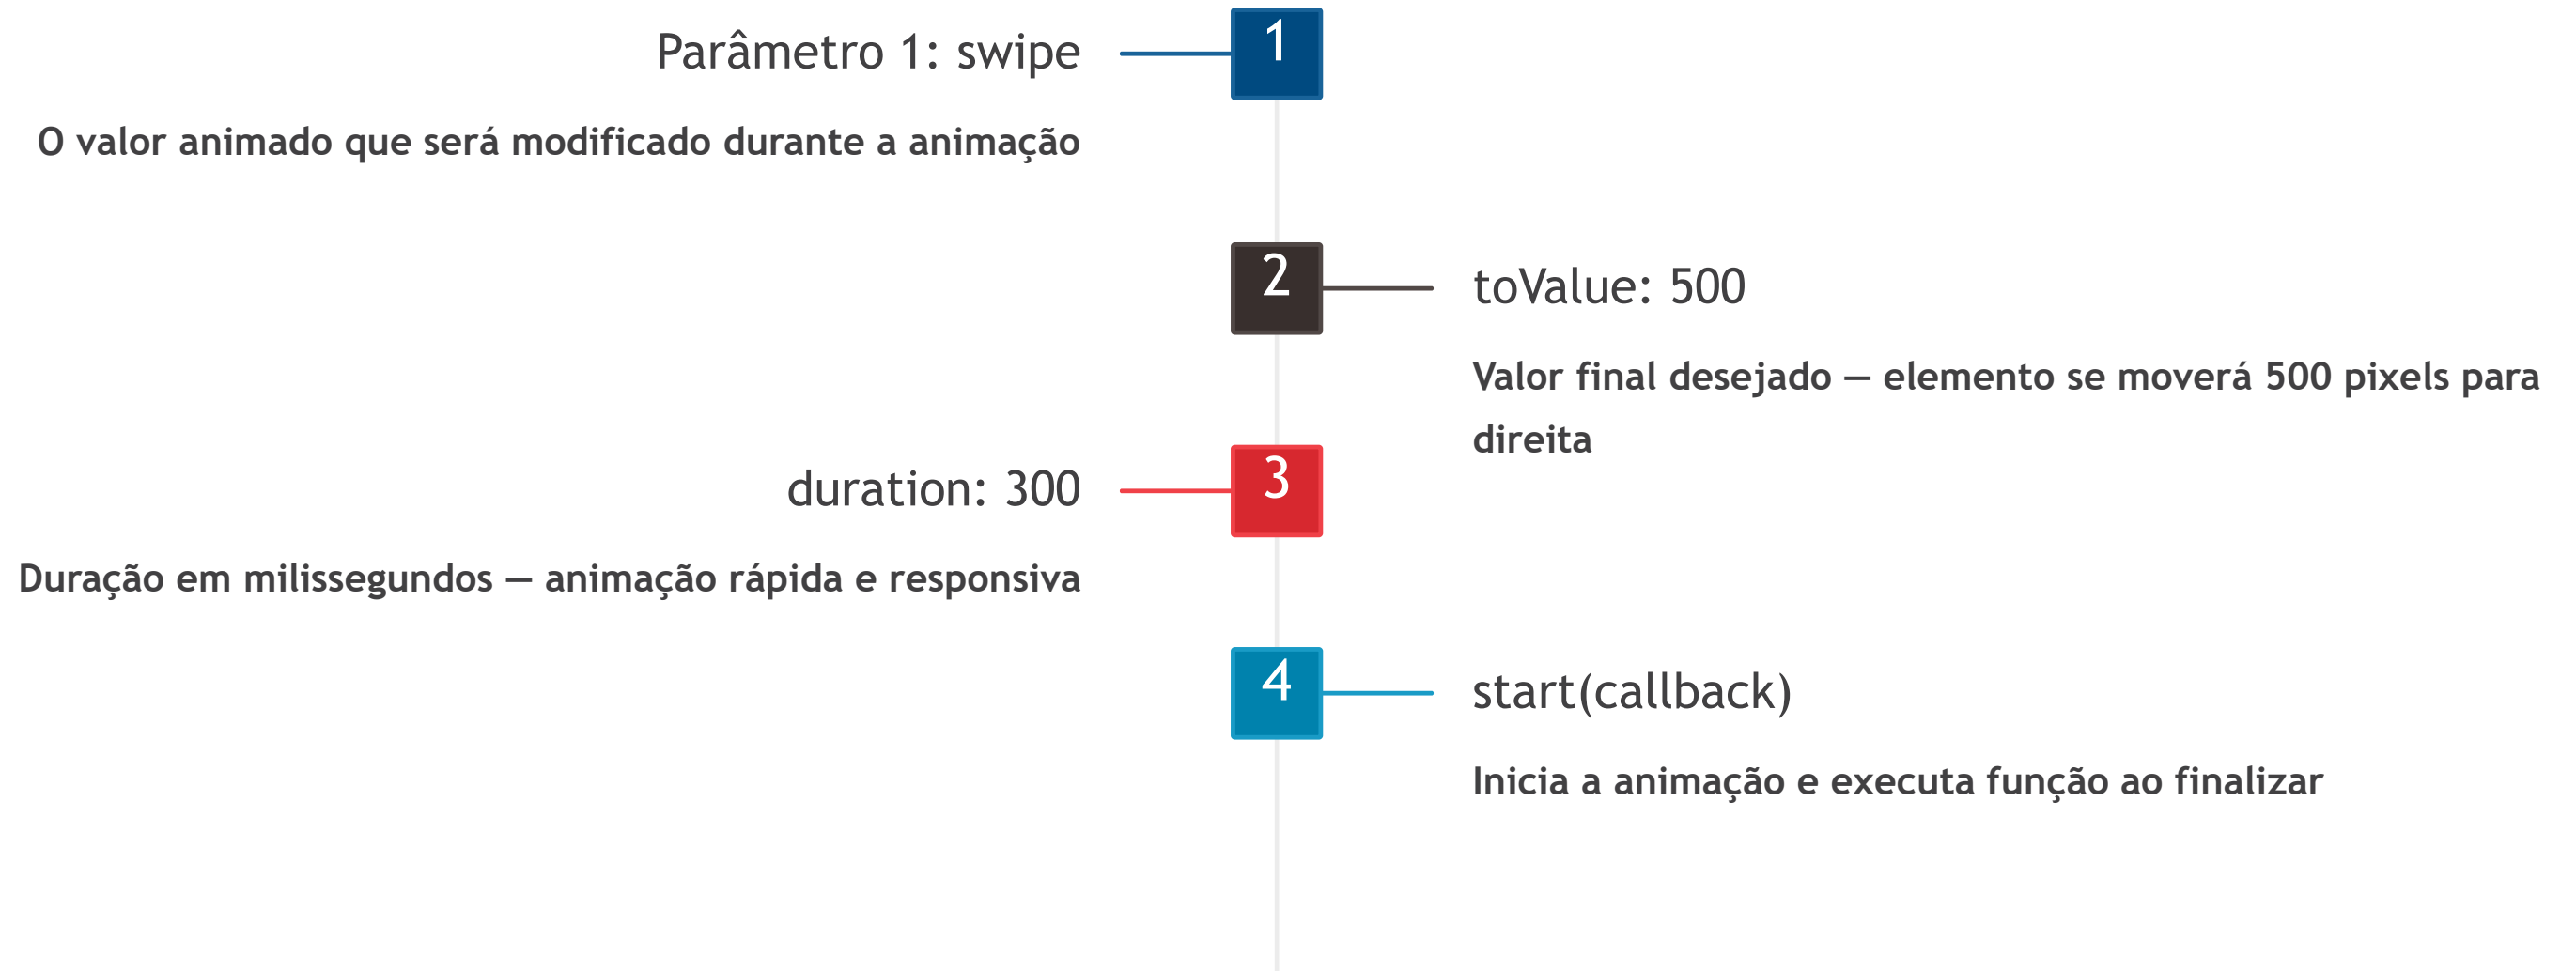 Parâmetro 1: swipe
1
O valor animado que será modificado durante a animação
2
toValue: 500
Valor final desejado — elemento se moverá 500 pixels para
direita
duration: 300
3
Duração em milissegundos — animação rápida e responsiva
4
start(callback)
Inicia a animação e executa função ao finalizar